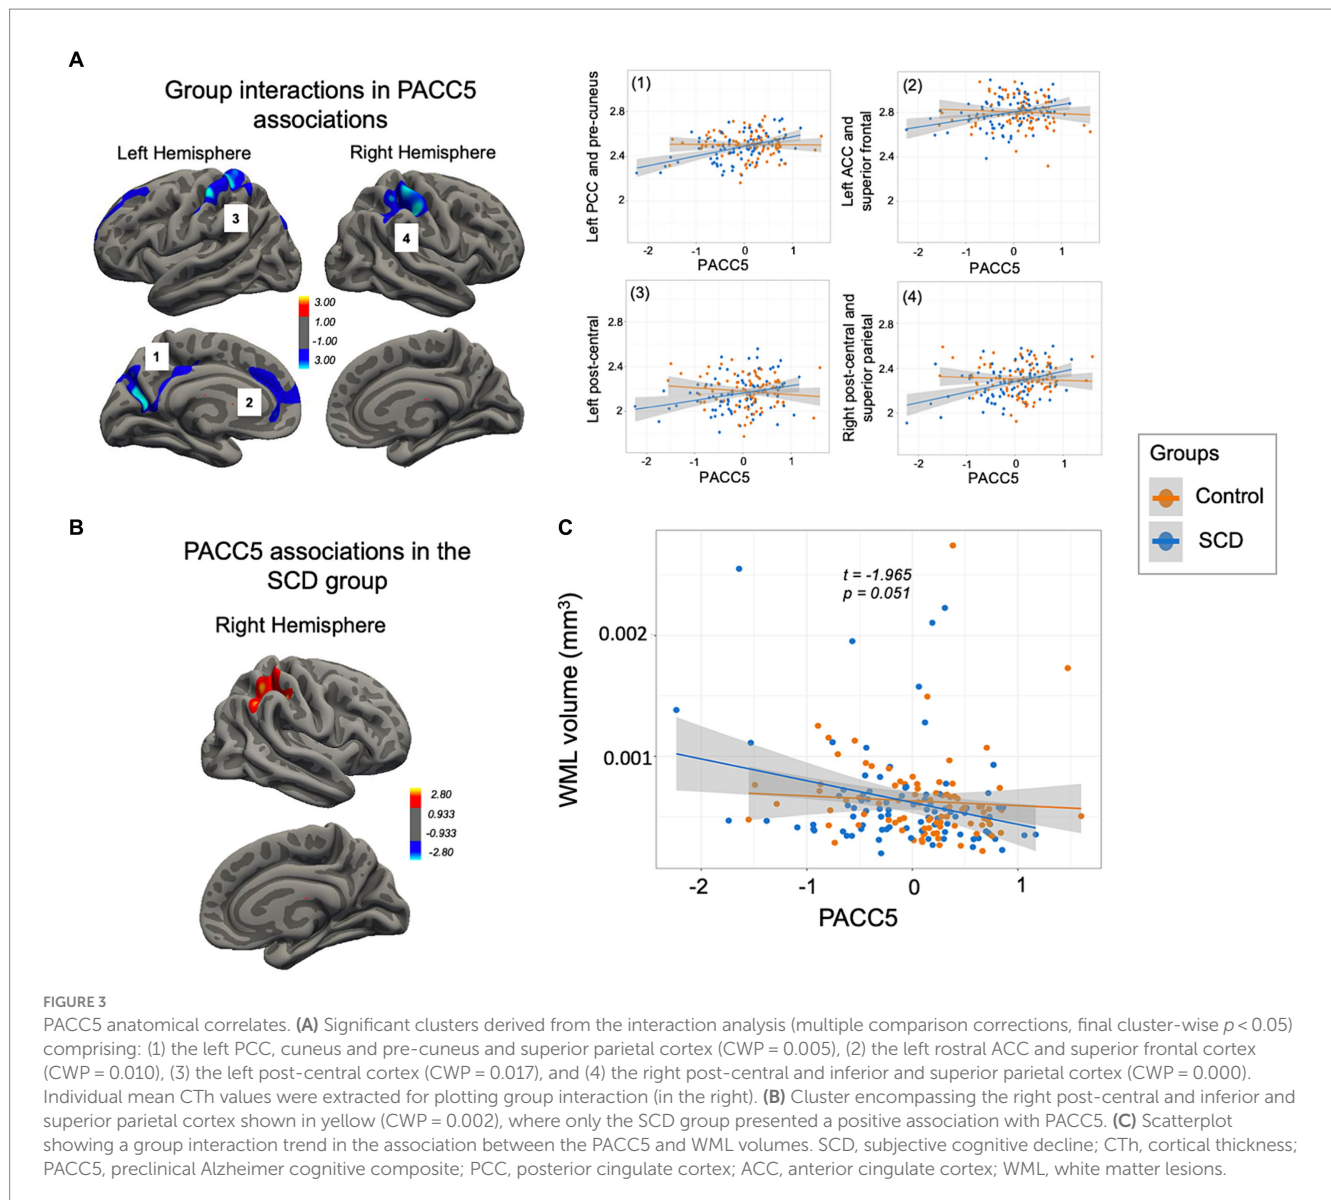 A
Group interactions in PACC5
associations
Left Hemisphere
Right Hemisphere
3
4
3.00
1.00
-1.00
3.00
1
2
(1)
Left PCC and pre-cuneus
2.8
2.4
2
-2
-1
0
1
PACC5
(2)
Left ACC and
superior frontal
2.8
2.4
2
-2
-1
0
1
PACC5
(3)
Left post-central
2.8
2.4
2
-2
-1
0
1
PACC5
(4)
Right post-central and
superior parietal
2.8
2.4
2
-2
-1
0
1
PACC5
Groups
Control
SCD
B
PACC5 associations in the
SCD group
Right Hemisphere
2.80
0.933
-0.933
-2.80
C
t = -1.965
p = 0.051
WML volume (mm³)
0.002
0.001
-2
-1
0
1
PACC5
FIGURE 3
PACC5 anatomical correlates. (A) Significant clusters derived from the interaction analysis (multiple comparison corrections, final cluster-wise p < 0.05)
comprising: (1) the left PCC, cuneus and pre-cuneus and superior parietal cortex (CWP = 0.005), (2) the left rostral ACC and superior frontal cortex
(CWP = 0.010), (3) the left post-central cortex (CWP = 0.017), and (4) the right post-central and inferior and superior parietal cortex (CWP = 0.000).
Individual mean CTh values were extracted for plotting group interaction (in the right). (B) Cluster encompassing the right post-central and inferior and
superior parietal cortex shown in yellow (CWP = 0.002), where only the SCD group presented a positive association with PACC5. (C) Scatterplot
showing a group interaction trend in the association between the PACC5 and WML volumes. SCD, subjective cognitive decline; CTh, cortical thickness;
PACC5, preclinical Alzheimer cognitive composite; PCC, posterior cingulate cortex; ACC, anterior cingulate cortex; WML, white matter lesions.